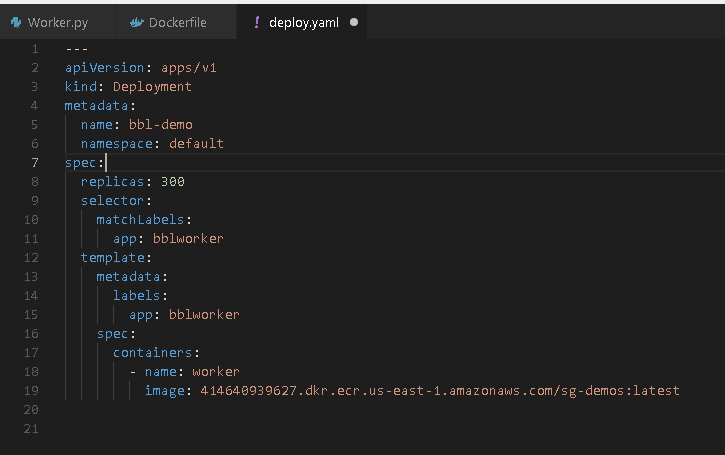 Worker.py Dockerfile ! deploy.yaml
1 ---
2 apiVersion: apps/v1
3 kind: Deployment
4 metadata:
5   name: bbl-demo
6   namespace: default
7 spec:
8   replicas: 300
9   selector:
10     matchLabels:
11       app: bblworker
12   template:
13     metadata:
14       labels:
15         app: bblworker
16     spec:
17       containers:
18         - name: worker
19           image: 414640939627.dkr.ecr.us-east-1.amazonaws.com/sg-demos:latest
20
21